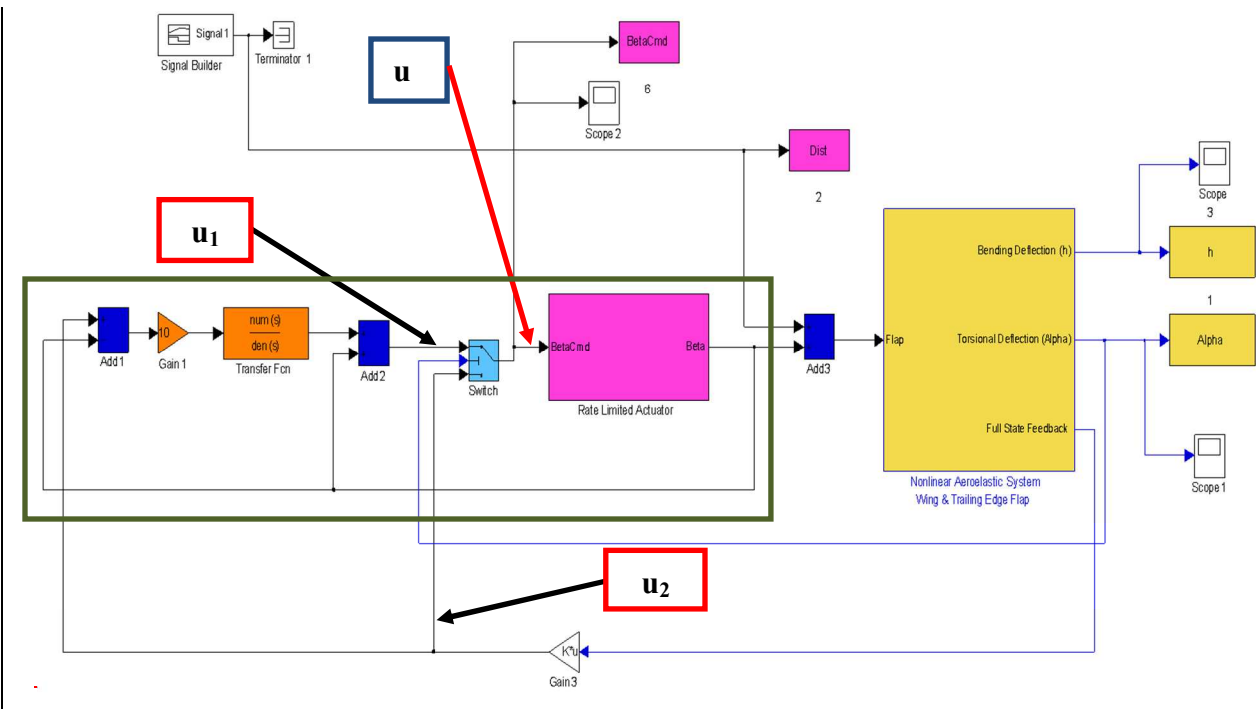 Signal 1
Signal Builder
Terminator 1
u
BetaCmd
6
Scope 2
Dist
2
Scope
3
u₁
Bending Deflection (h)
h
1
num (s)
den (s)
10
Add1
Gain 1
Transfer Fcn
Add2
Switch
BetaCmd
Beta
Rate Limited Actuator
Add3
Flap
Torsional Deflection (Alpha)
Alpha
Full State Feedback
Nonlinear Aeroelastic System
Wing & Trailing Edge Flap
Scope 1
u₂
K*u
Gain3